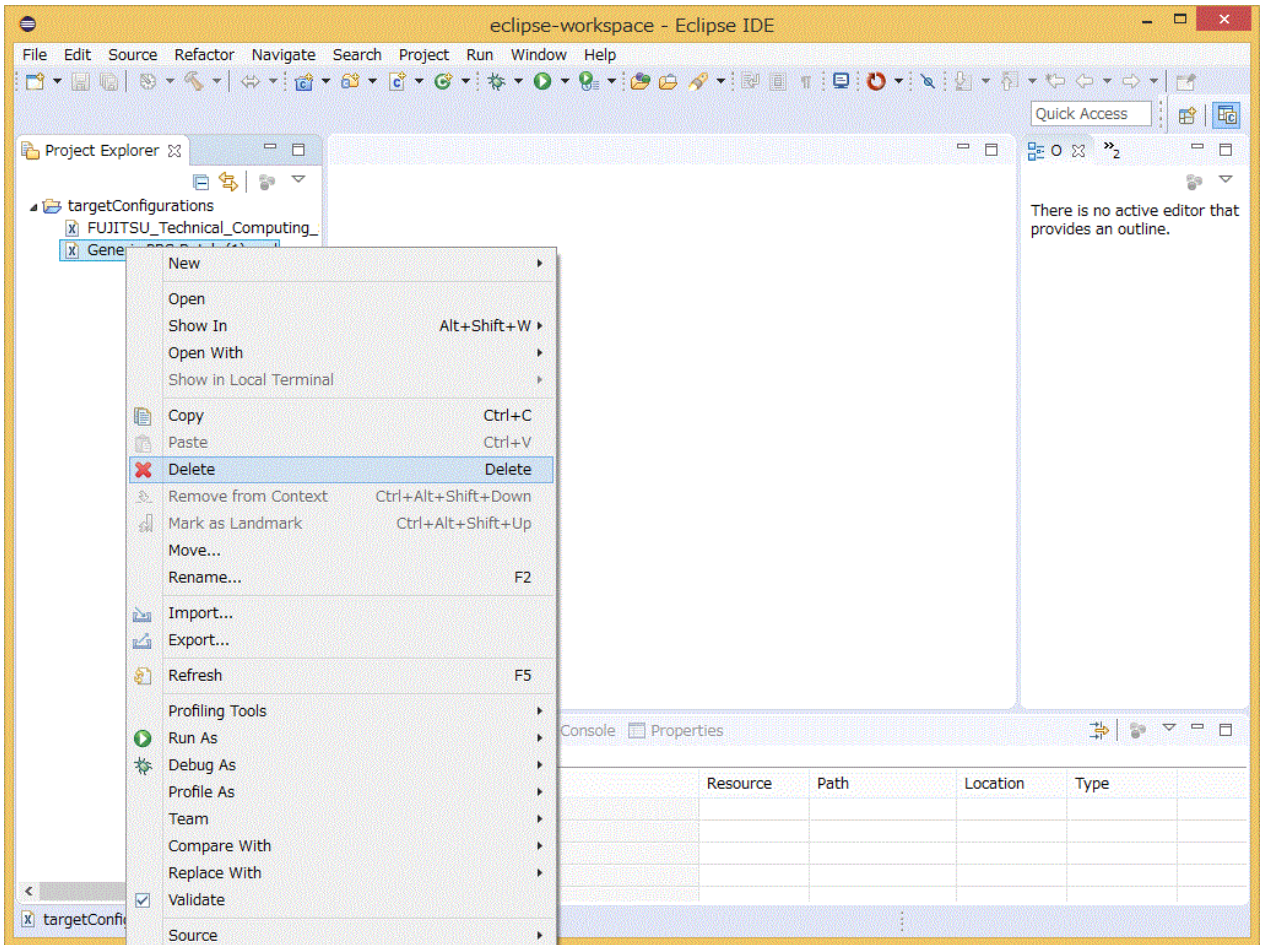 eclipse-workspace - Eclipse IDE
File Edit Source Refactor Navigate Search Project Run Window Help
Quick Access
Project Explorer
O
»2
targetConfigurations
There is no active editor that
provides an outline.
FUJITSU_Technical_Computing_
New
Open
Show In Alt+Shift+W
Open With
Show in Local Terminal
Copy Ctrl+C
Paste Ctrl+V
Delete Delete
Remove from Context Ctrl+Alt+Shift+Down
Mark as Landmark Ctrl+Alt+Shift+Up
Move...
Rename... F2
Import...
Export...
Refresh F5
Profiling Tools
Console Properties
Run As
Debug As
Resource Path Location Type
Profile As
Team
Compare With
Replace With
Validate
targetConfi
Source